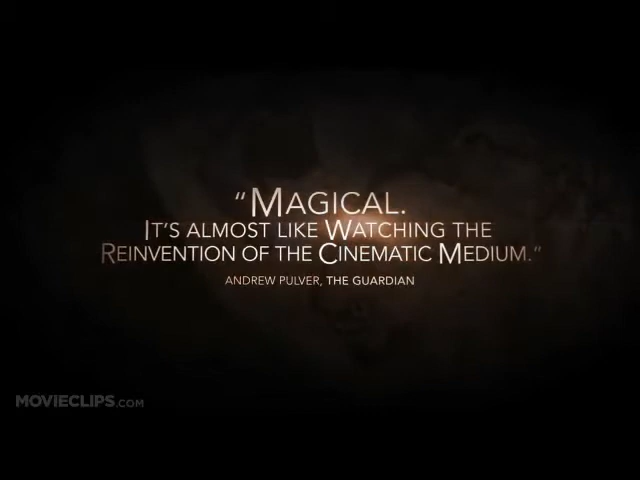 “MAGICAL.
IT’S ALMOST LIKE WATCHING THE
REINVENTION OF THE CINEMATIC MEDIUM.”
ANDREW PULVER, THE GUARDIAN
MOVIECLIPS.COM